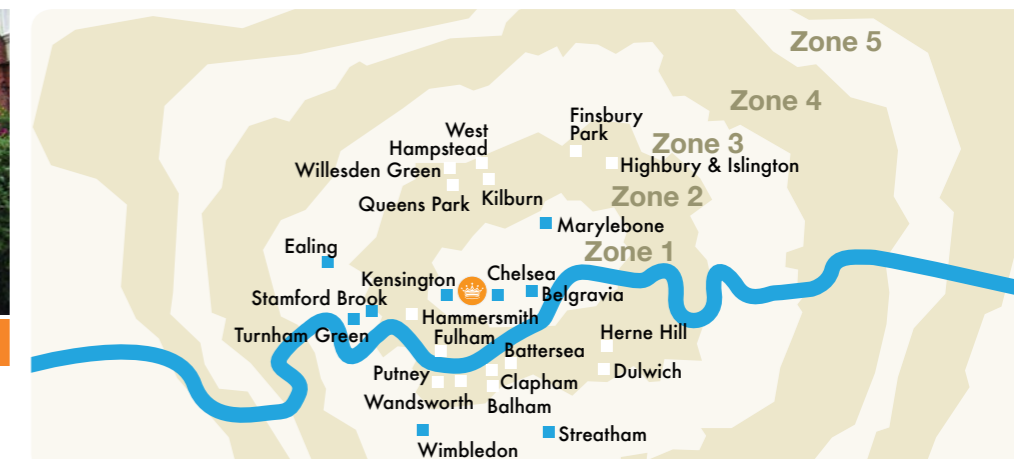 Zone 5
Zone 4
Finsbury
Park
West
Hampstead
Zone 3
Highbury & Islington
Willesden Green
Queens Park
Kilburn
Zone 2
Marylebone
Ealing
Zone 1
Kensington
Chelsea
Belgravia
Stamford Brook
Hammersmith
Turnham Green
Fulham
Herne Hill
Battersea
Putney
Dulwich
Clapham
Wandsworth
Balham
Streatham
Wimbledon